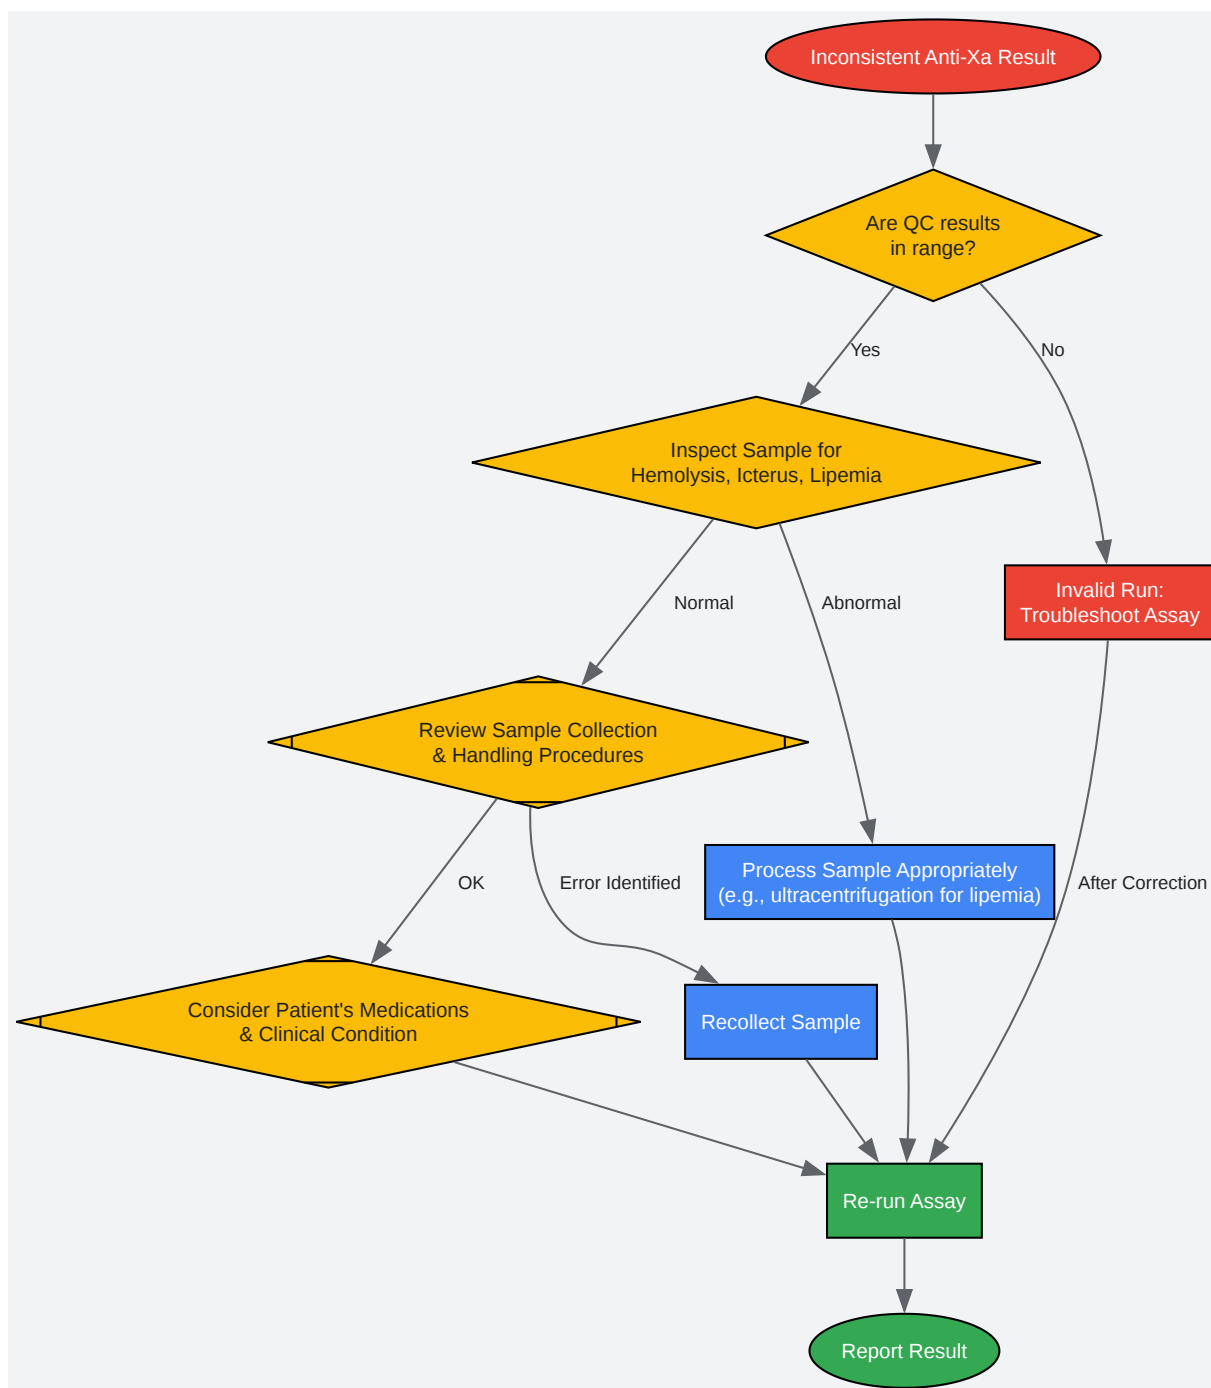 Inconsistent Anti-Xa Result
Are QC results
in range?
Yes
No
Inspect Sample for
Hemolysis, Icterus, Lipemia
Normal
Abnormal
Invalid Run:
Troubleshoot Assay
Review Sample Collection
& Handling Procedures
OK
Error Identified
Process Sample Appropriately
(e.g., ultracentrifugation for lipemia)
After Correction
Consider Patient's Medications
& Clinical Condition
Recollect Sample
Re-run Assay
Report Result